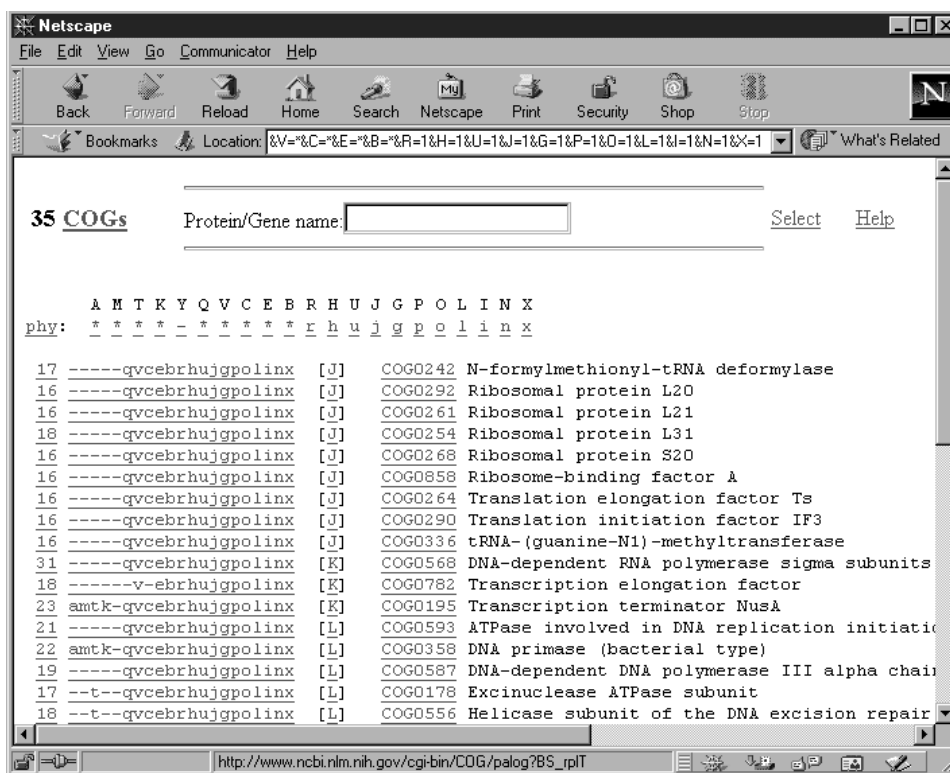 Netscape
File Edit View Go Communicator Help
Back Forward Reload Home Search Netscape Print Security Shop Stop
My
N
Bookmarks Location: &V=*&C=*&E=*&B=*&R=1&H=1&U=1&J=1&G=1&P=1&O=1&L=1&I=1&N=1&X=1 What's Related
35 COGs Protein/Gene name: Select Help
A M T K Y Q V C E B R H U J G P O L I N X
phy: * * * * - * * * * * r h u j g p o l i n x
17 -----qvcebrhujgpolinx [J] COG0242 N-formylmethionyl-tRNA deformylase
16 -----qvcebrhujgpolinx [J] COG0292 Ribosomal protein L20
16 -----qvcebrhujgpolinx [J] COG0261 Ribosomal protein L21
18 -----qvcebrhujgpolinx [J] COG0254 Ribosomal protein L31
16 -----qvcebrhujgpolinx [J] COG0268 Ribosomal protein S20
16 -----qvcebrhujgpolinx [J] COG0858 Ribosome-binding factor A
16 -----qvcebrhujgpolinx [J] COG0264 Translation elongation factor Ts
16 -----qvcebrhujgpolinx [J] COG0290 Translation initiation factor IF3
16 -----qvcebrhujgpolinx [J] COG0336 tRNA-(guanine-N1)-methyltransferase
31 -----qvcebrhujgpolinx [K] COG0568 DNA-dependent RNA polymerase sigma subunits
18 ------v-ebrhujgpolinx [K] COG0782 Transcription elongation factor
23 amtk-qvcebrhujgpolinx [K] COG0195 Transcription terminator NusA
21 -----qvcebrhujgpolinx [L] COG0593 ATPase involved in DNA replication initiatio
22 amtk-qvcebrhujgpolinx [L] COG0358 DNA primase (bacterial type)
19 -----qvcebrhujgpolinx [L] COG0587 DNA-dependent DNA polymerase III alpha chai
17 --t--qvcebrhujgpolinx [L] COG0178 Excinuclease ATPase subunit
18 --t--qvcebrhujgpolinx [L] COG0556 Helicase subunit of the DNA excision repair
http://www.ncbi.nlm.nih.gov/cgi-bin/COG/palog?BS_rplT